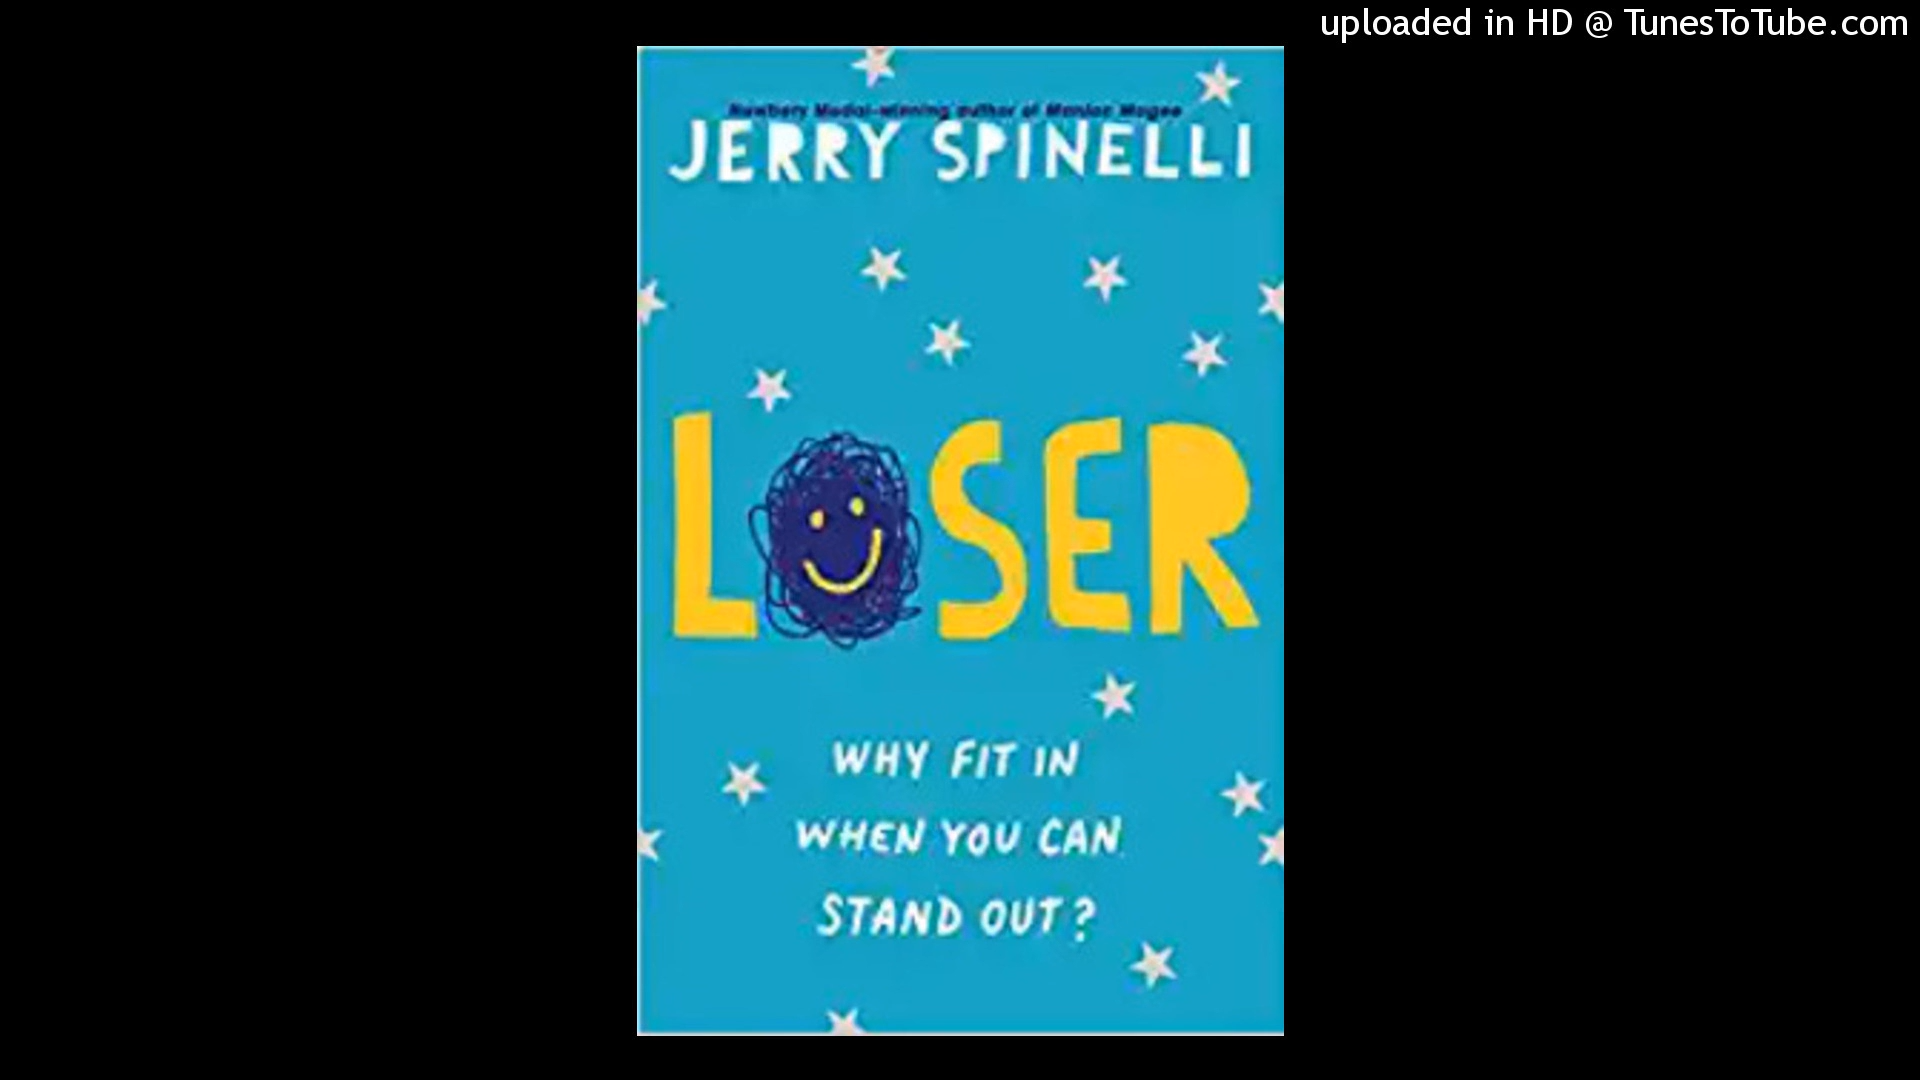 uploaded in HD @ TunesToTube.com
Newbery Medal-winning author of Maniac Magee
JERRY SPINELLI
LOSER
WHY FIT IN
WHEN YOU CAN
STAND OUT?